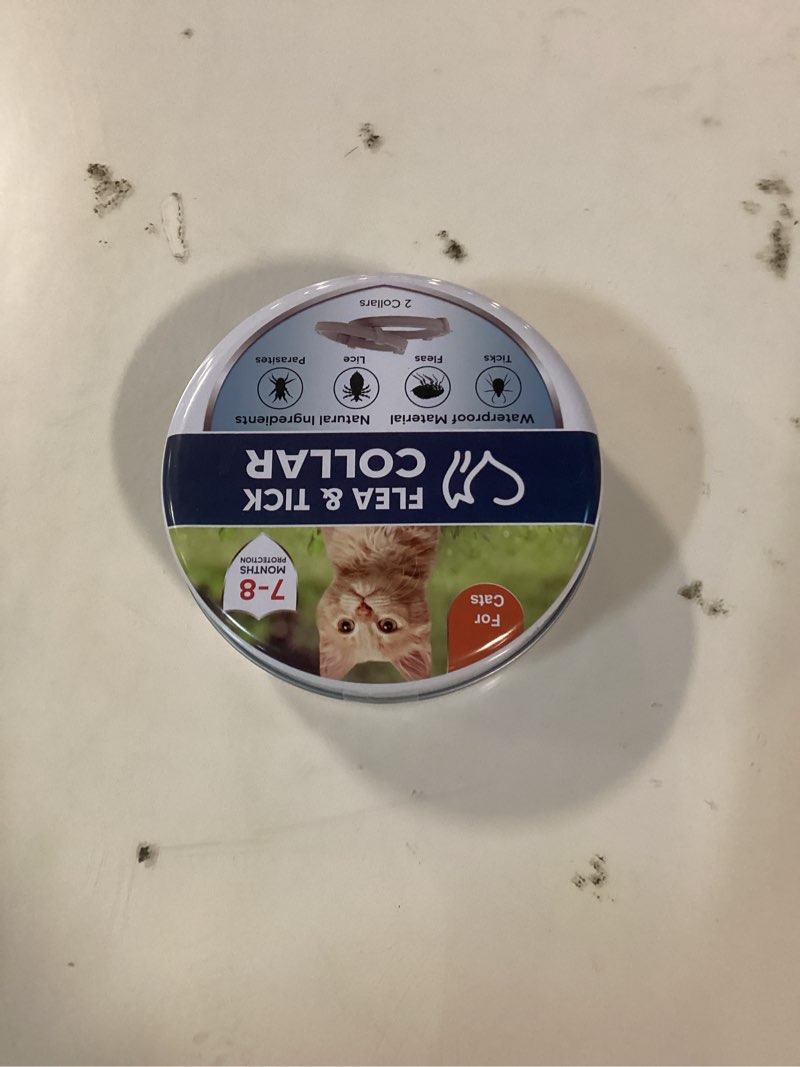 For
Cats
7-8
MONTHS
PROTECTION
FLEA & TICK
COLLAR
Waterproof Material
Natural Ingredients
Ticks
Fleas
Lice
Parasites
2 Collars